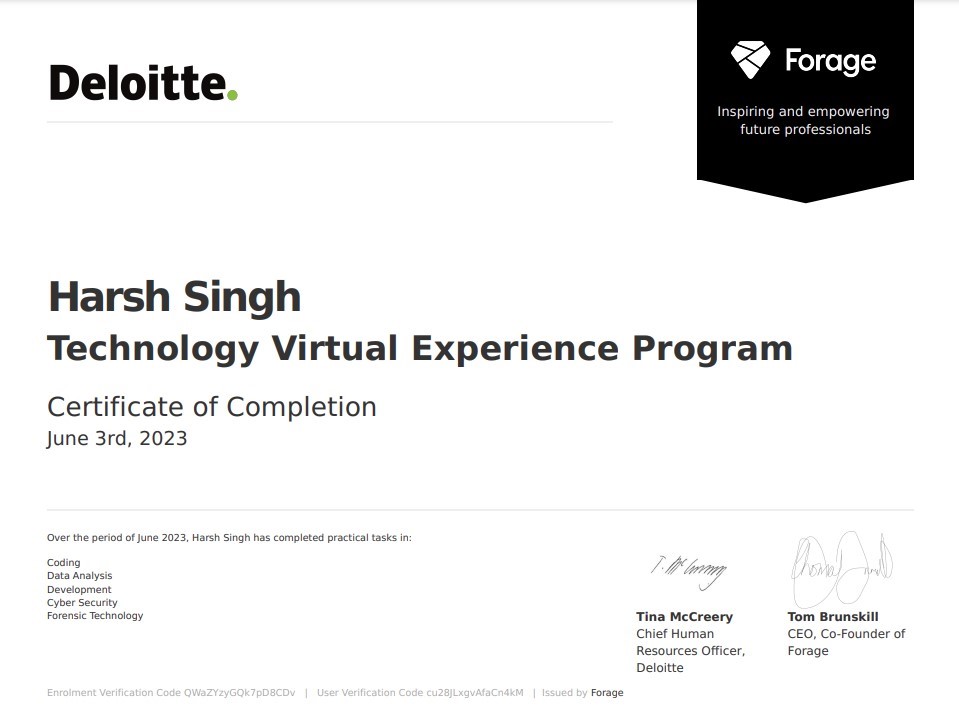 Deloitte.
Forage
Inspiring and empowering
future professionals
Harsh Singh
Technology Virtual Experience Program
Certificate of Completion
June 3rd, 2023
Over the period of June 2023, Harsh Singh has completed practical tasks in:
Coding
Data Analysis
Development
Cyber Security
Forensic Technology
T. McCreery
Tina McCreery
Chief Human
Resources Officer,
Deloitte
Tom Brunskill
CEO, Co-Founder of
Forage
Enrolment Verification Code QWaZYzyGQk7pD8CDv | User Verification Code cu28JLxgvAfaCn4kM | Issued by Forage